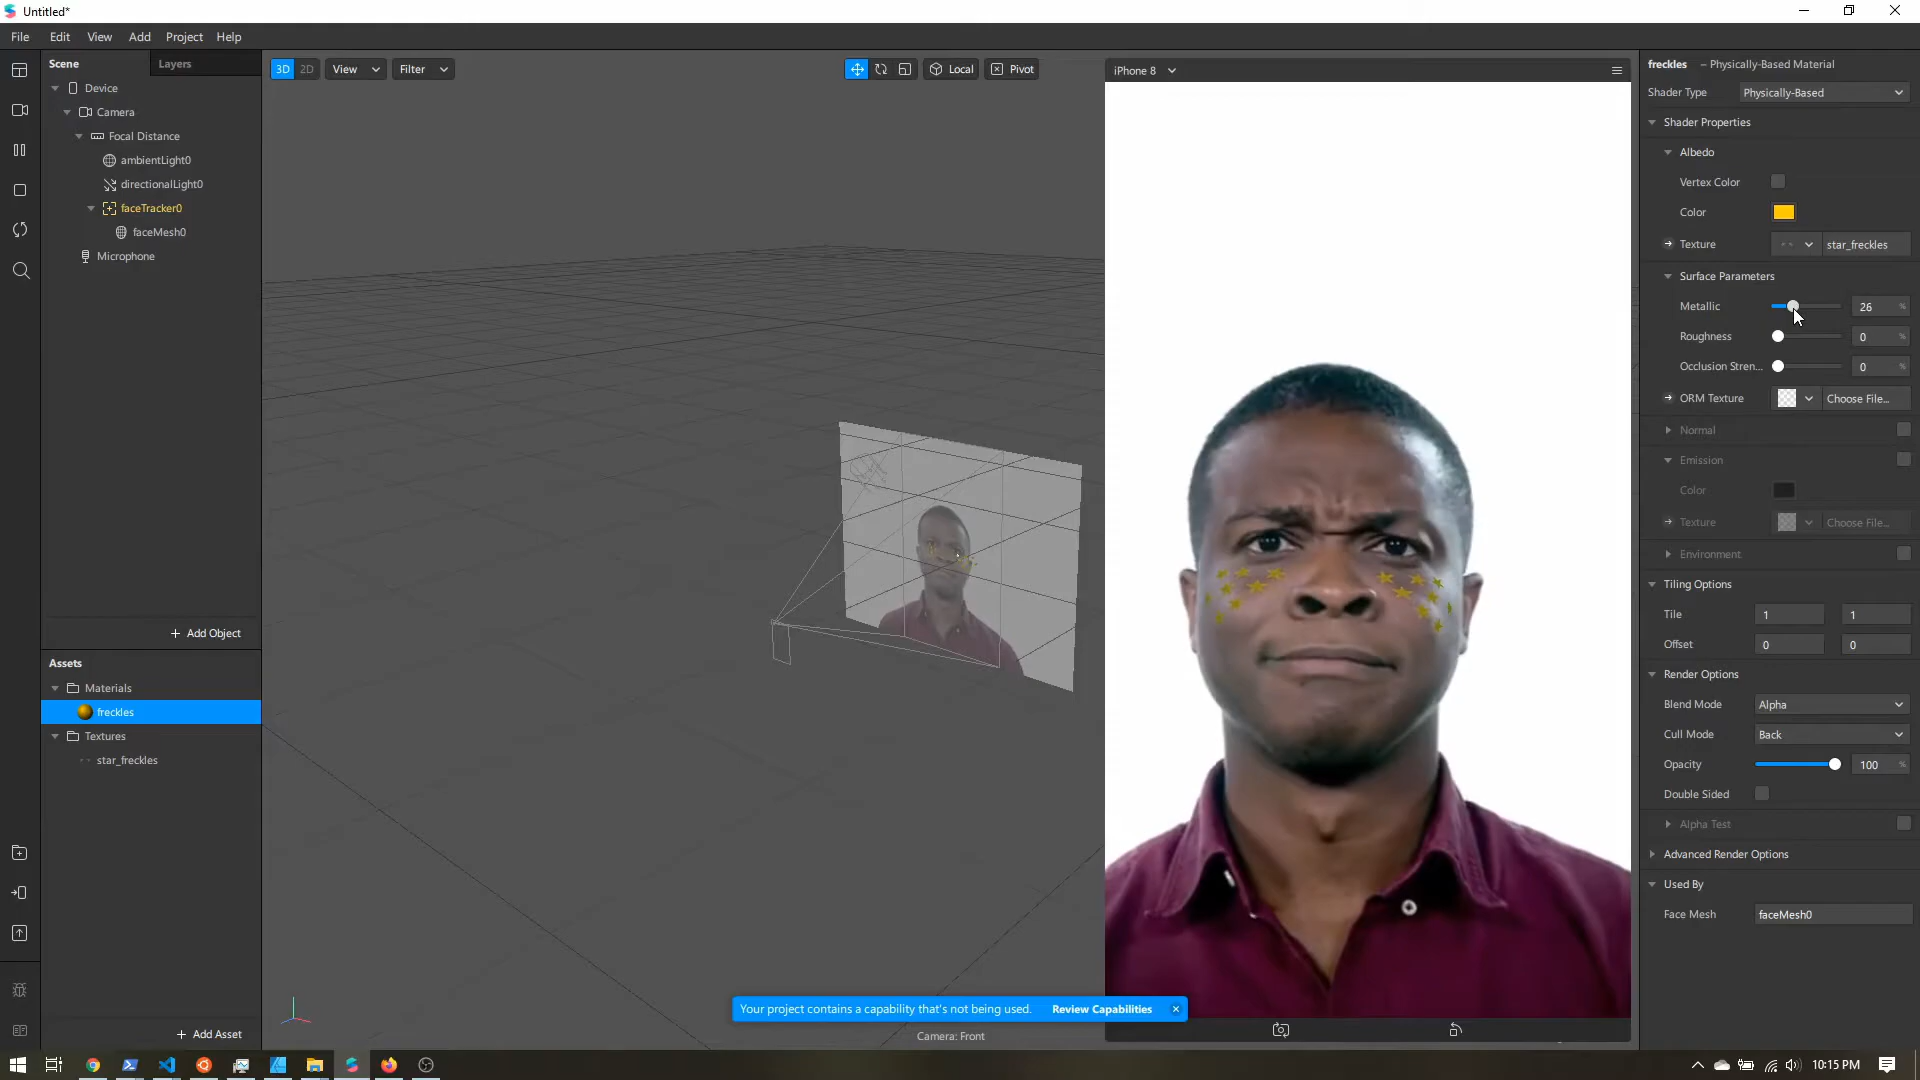 Untitled*
File Edit View Add Project Help
Scene Layers
Device
Camera
Focal Distance
ambientLight0
directionalLight0
faceTracker0
faceMesh0
Microphone
+ Add Object
Assets
Materials
freckles
Textures
star_freckles
+ Add Asset
3D 2D View Filter Local Pivot
iPhone 8
Your project contains a capability that's not being used. Review Capabilities
Camera: Front
freckles – Physically-Based Material
Shader Type Physically-Based
Shader Properties
Albedo
Vertex Color
Color
Texture star_freckles
Surface Parameters
Metallic 26 %
Roughness 0 %
Occlusion Stren... 0 %
ORM Texture Choose File...
Normal
Emission
Color
Texture Choose File...
Environment
Tiling Options
Tile 1 1
Offset 0 0
Render Options
Blend Mode Alpha
Cull Mode Back
Opacity 100 %
Double Sided
Alpha Test
Advanced Render Options
Used By
Face Mesh faceMesh0
10:15 PM